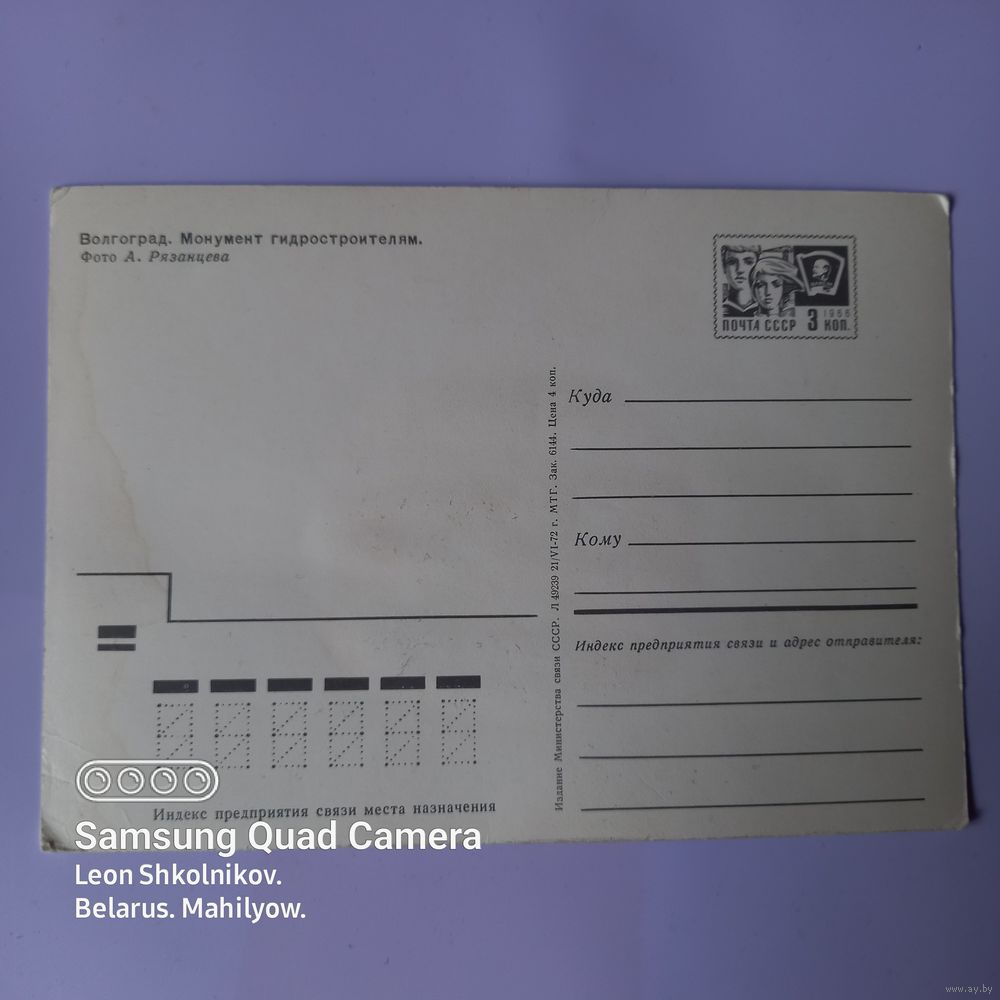 Волгоград. Монумент гидростроителям.
Фото А. Рязанцева
1966
ПОЧТА СССР 3 КОП.
Куда
Кому
Издание Министерства связи СССР. Л 49239 21/VI-72 г. МТГ. Зак. 6144. Цена 4 коп.
Индекс предприятия связи и адрес отправителя:
Индекс предприятия связи места назначения
Samsung Quad Camera
Leon Shkolnikov.
Belarus. Mahilyow.
www.ay.by